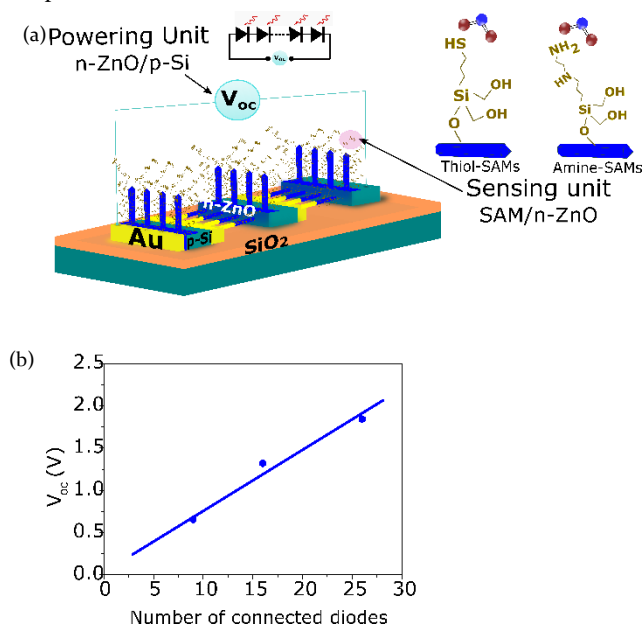 (a) Powering Unit
n-ZnO/p-Si
Voc
Voc
n-ZnO
Au
p-Si
SiO2
HS
Si
OH
OH
O
Thiol-SAMs
NH2
HN
Si
OH
OH
O
Amine-SAMs
Sensing unit
SAM/n-ZnO
(b)
2.5
2.0
1.5
1.0
0.5
0.0
Voc (V)
0 5 10 15 20 25 30
Number of connected diodes